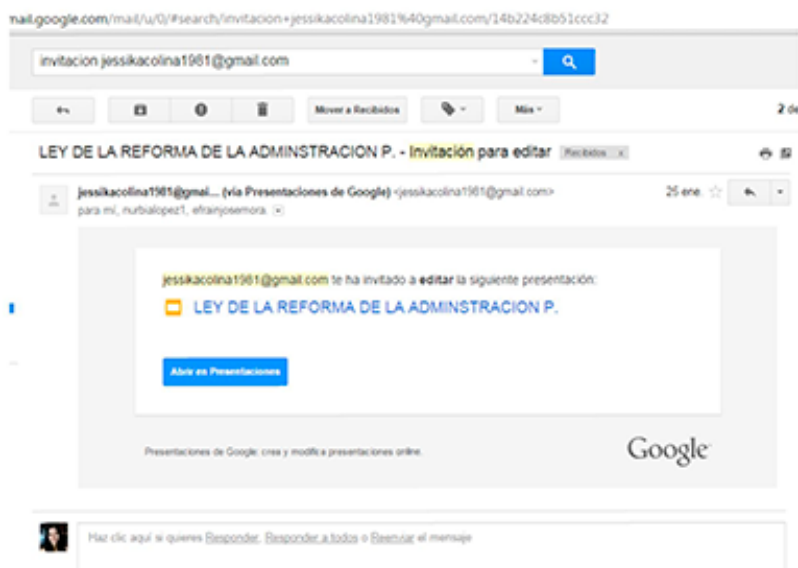 mail.google.com/mail/u/0/#search/invitacion+jessikacolina1981%40gmail.com/14b224c8b51ccc32
invitacion jessikacolina1981@gmail.com
Mover a Recibidos
Más
2 de
LEY DE LA REFORMA DE LA ADMINSTRACION P. - Invitación para editar Recibidos x
jessikacolina1981@gmai... (vía Presentaciones de Google) <jessikacolina1981@gmail.com> 25 ene.
para mí, nurbialopez1, efrainjosemora.
jessikacolina1981@gmail.com te ha invitado a editar la siguiente presentación:
LEY DE LA REFORMA DE LA ADMINSTRACION P.
Abrir en Presentaciones
Presentaciones de Google: crea y modifica presentaciones online.
Google
Haz clic aquí si quieres Responder, Responder a todos o Reenviar el mensaje